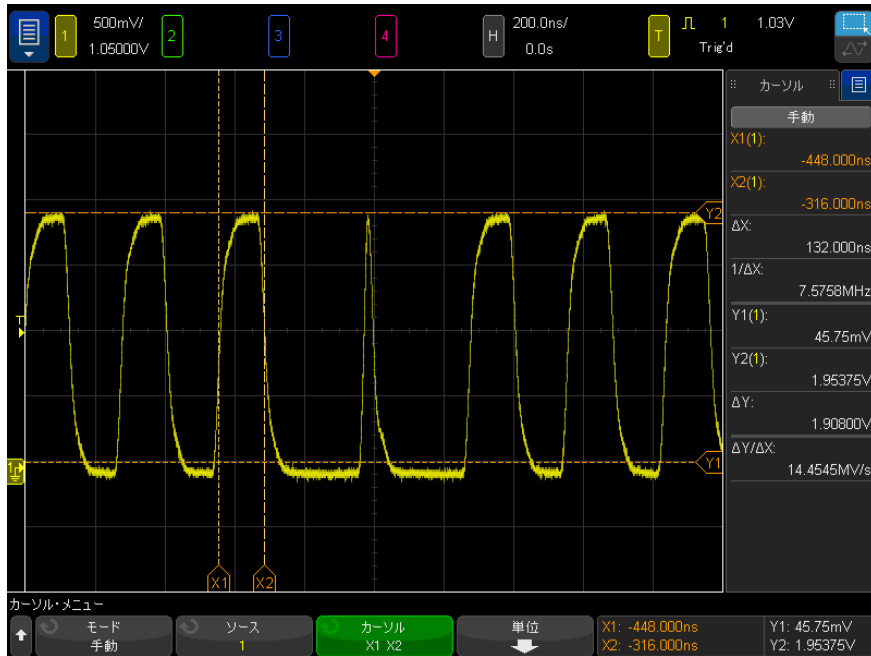 1 500mV/ 2 3 4 H 200.0ns/ T 1 1.03V
1.05000V 0.0s Trig'd
カーソル
手動
X1(1):
-448.000ns
X2(1):
-316.000ns
ΔX:
132.000ns
1/ΔX:
7.5758MHz
Y1(1):
45.75mV
Y2(1):
1.95375V
ΔY:
1.90800V
ΔY/ΔX:
14.4545MV/s
Y2
T
1
Y1
X1 X2
カーソル・メニュー
モード
手動
ソース
1
カーソル
X1 X2
単位
X1: -448.000ns
X2: -316.000ns
Y1: 45.75mV
Y2: 1.95375V